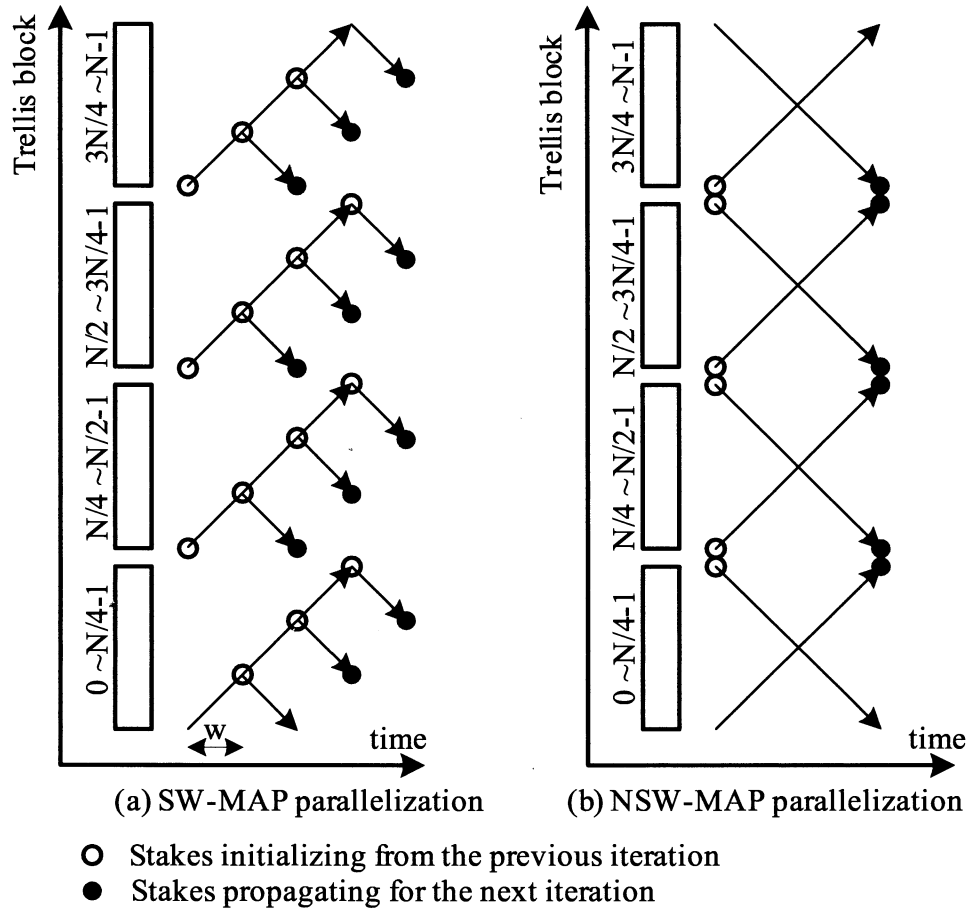 Trellis block
3N/4 ~N-1
N/2 ~3N/4-1
N/4 ~N/2-1
0 ~N/4-1
w
time
(a) SW-MAP parallelization
Trellis block
3N/4 ~N-1
N/2 ~3N/4-1
N/4 ~N/2-1
0 ~N/4-1
time
(b) NSW-MAP parallelization
Stakes initializing from the previous iteration
Stakes propagating for the next iteration